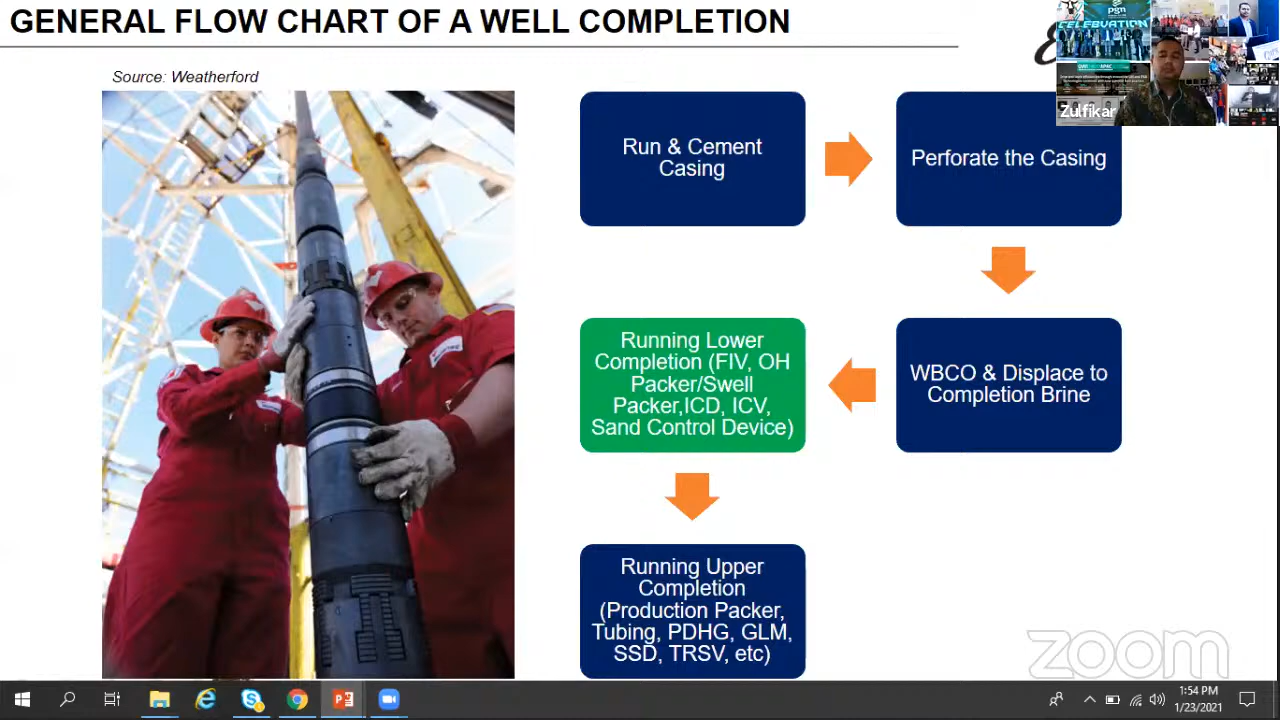 GENERAL FLOW CHART OF A WELL COMPLETION
Source: Weatherford
Zulfikar
pgn
CELEBVATION
Run & Cement
Casing
Perforate the Casing
Running Lower
Completion (FIV, OH
Packer/Swell
Packer,ICD, ICV,
Sand Control Device)
WBCO & Displace to
Completion Brine
Running Upper
Completion
(Production Packer,
Tubing, PDHG, GLM,
SSD, TRSV, etc)
zoom
1:54 PM
1/23/2021